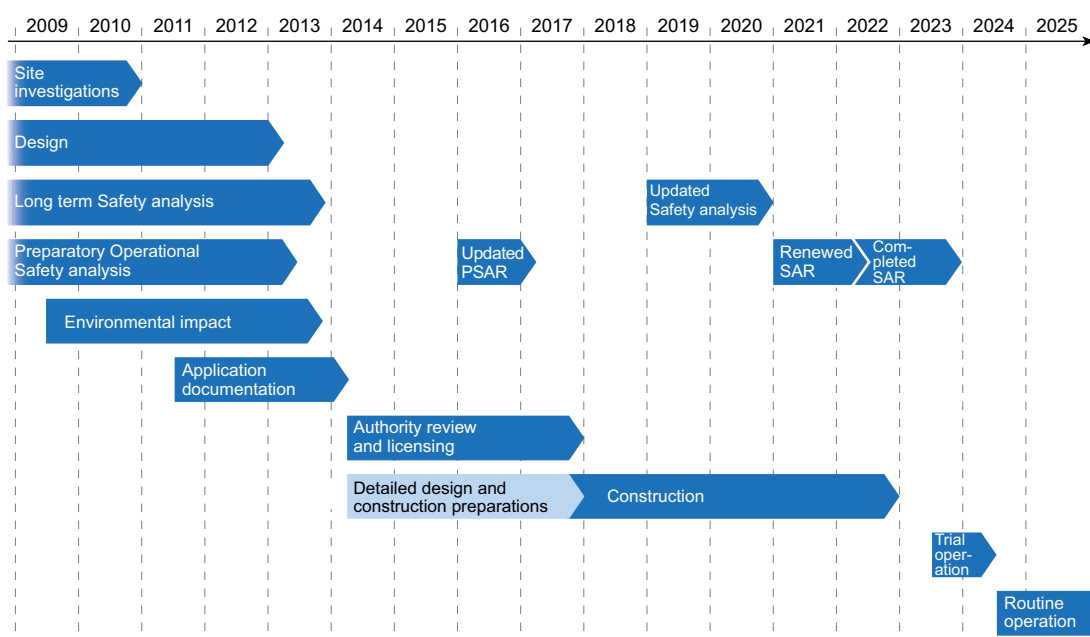 2009 2010 2011 2012 2013 2014 2015 2016 2017 2018 2019 2020 2021 2022 2023 2024 2025
Site
investigations
Design
Long term Safety analysis
Updated
Safety analysis
Preparatory Operational
Safety analysis
Updated
PSAR
Renewed
SAR
Com-
pleted
SAR
Environmental impact
Application
documentation
Authority review
and licensing
Detailed design and
construction preparations
Construction
Trial
oper-
ation
Routine
operation